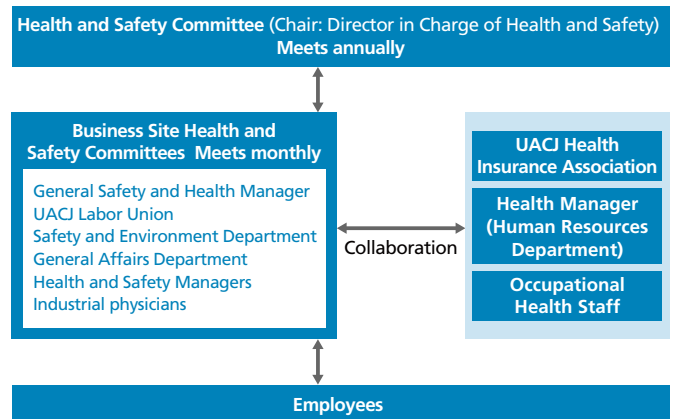 Health and Safety Committee (Chair: Director in Charge of Health and Safety)
Meets annually
Business Site Health and
Safety Committees Meets monthly
General Safety and Health Manager
UACJ Labor Union
Safety and Environment Department
General Affairs Department
Health and Safety Managers
Industrial physicians
Collaboration
UACJ Health
Insurance Association
Health Manager
(Human Resources
Department)
Occupational
Health Staff
Employees